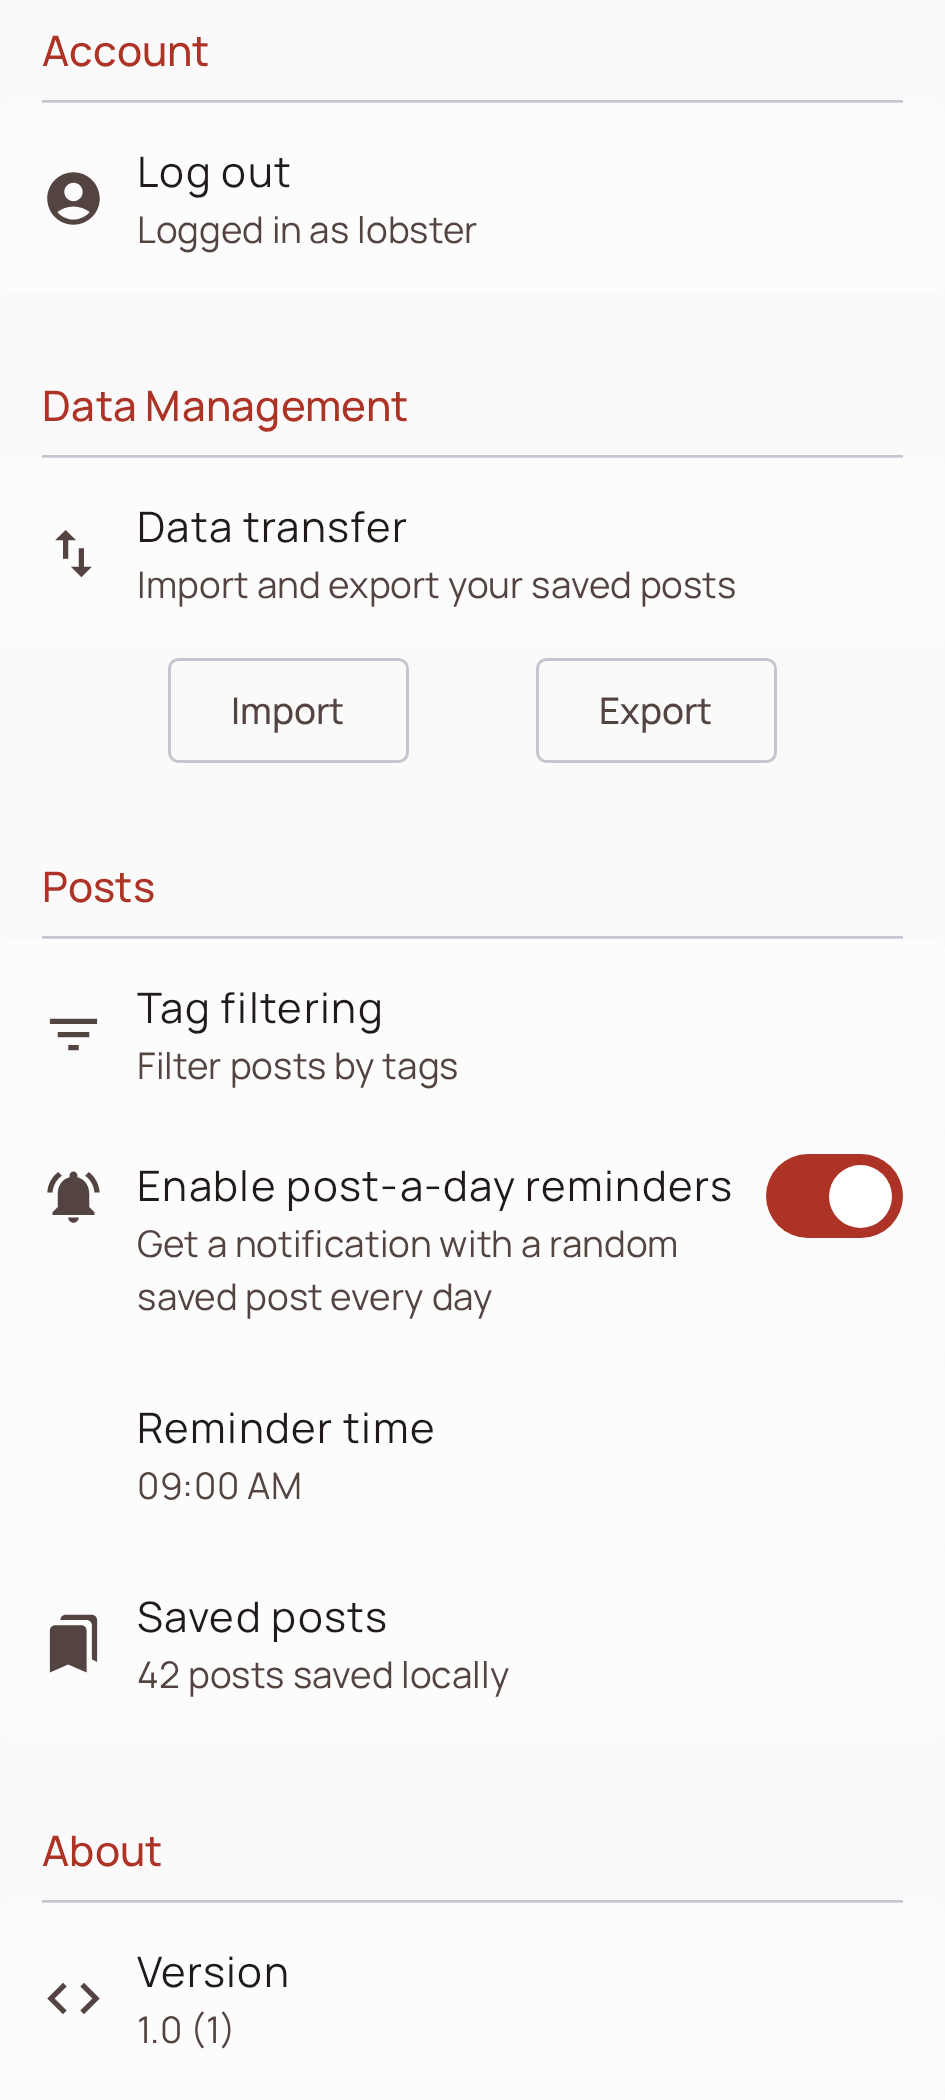 Account
Log out
Logged in as lobster
Data Management
Data transfer
Import and export your saved posts
Import
Export
Posts
Tag filtering
Filter posts by tags
Enable post-a-day reminders
Get a notification with a random
saved post every day
Reminder time
09:00 AM
Saved posts
42 posts saved locally
About
Version
1.0 (1)